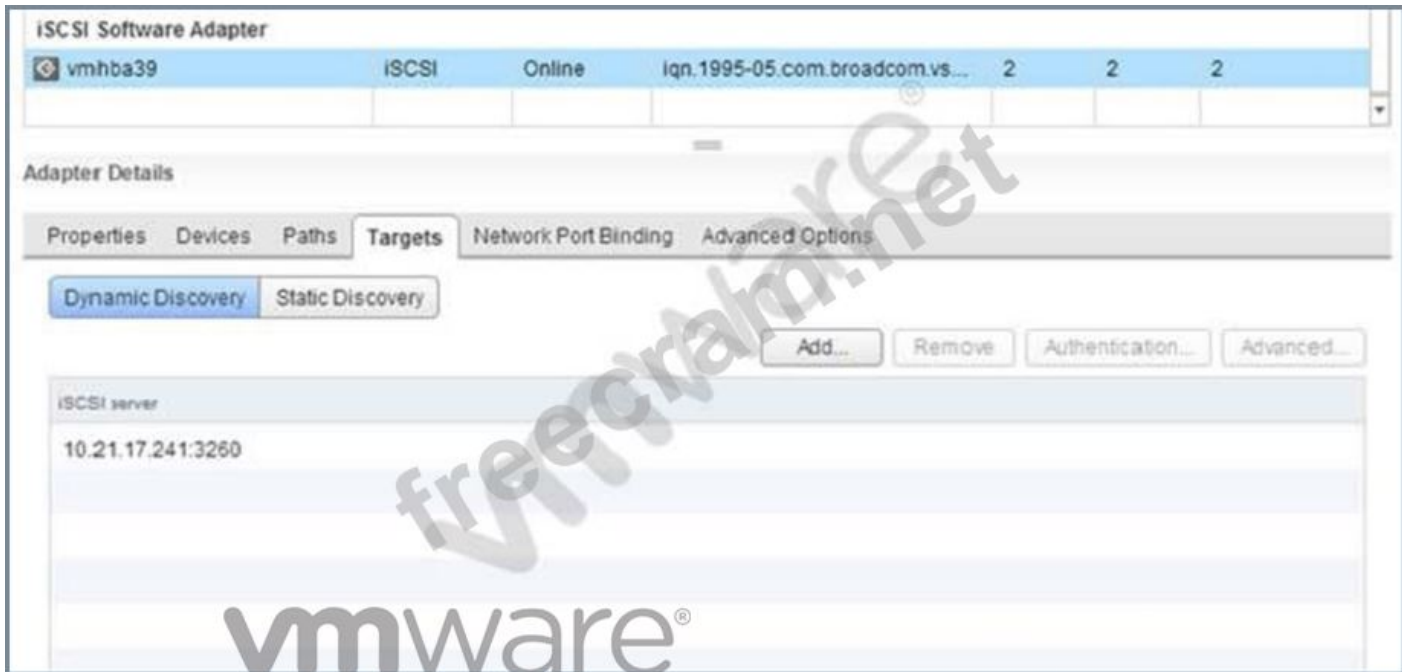 iSCSI Software Adapter
vmhba39 iSCSI Online iqn.1995-05.com.broadcom.vs... 2 2 2
Adapter Details
Properties Devices Paths Targets Network Port Binding Advanced Options
Dynamic Discovery Static Discovery
Add... Remove Authentication... Advanced...
iSCSI server
10.21.17.241:3260
vmware®
freecram.net
vmware®